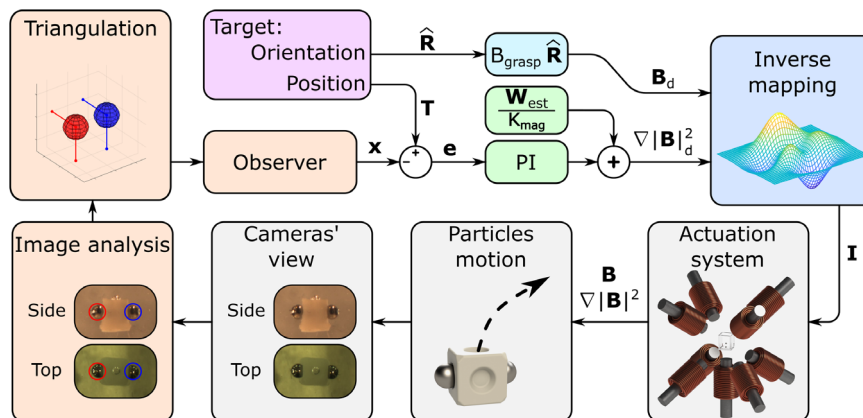 Triangulation
Target:
Orientation
Position
R̂
T
B_grasp R̂
B_d
W_est
K_mag
Inverse
mapping
Observer
x
- +
e
PI
+
∇|B|²_d
I
Image analysis
Side
Top
Cameras'
view
Side
Top
Particles
motion
B
∇|B|²
Actuation
system